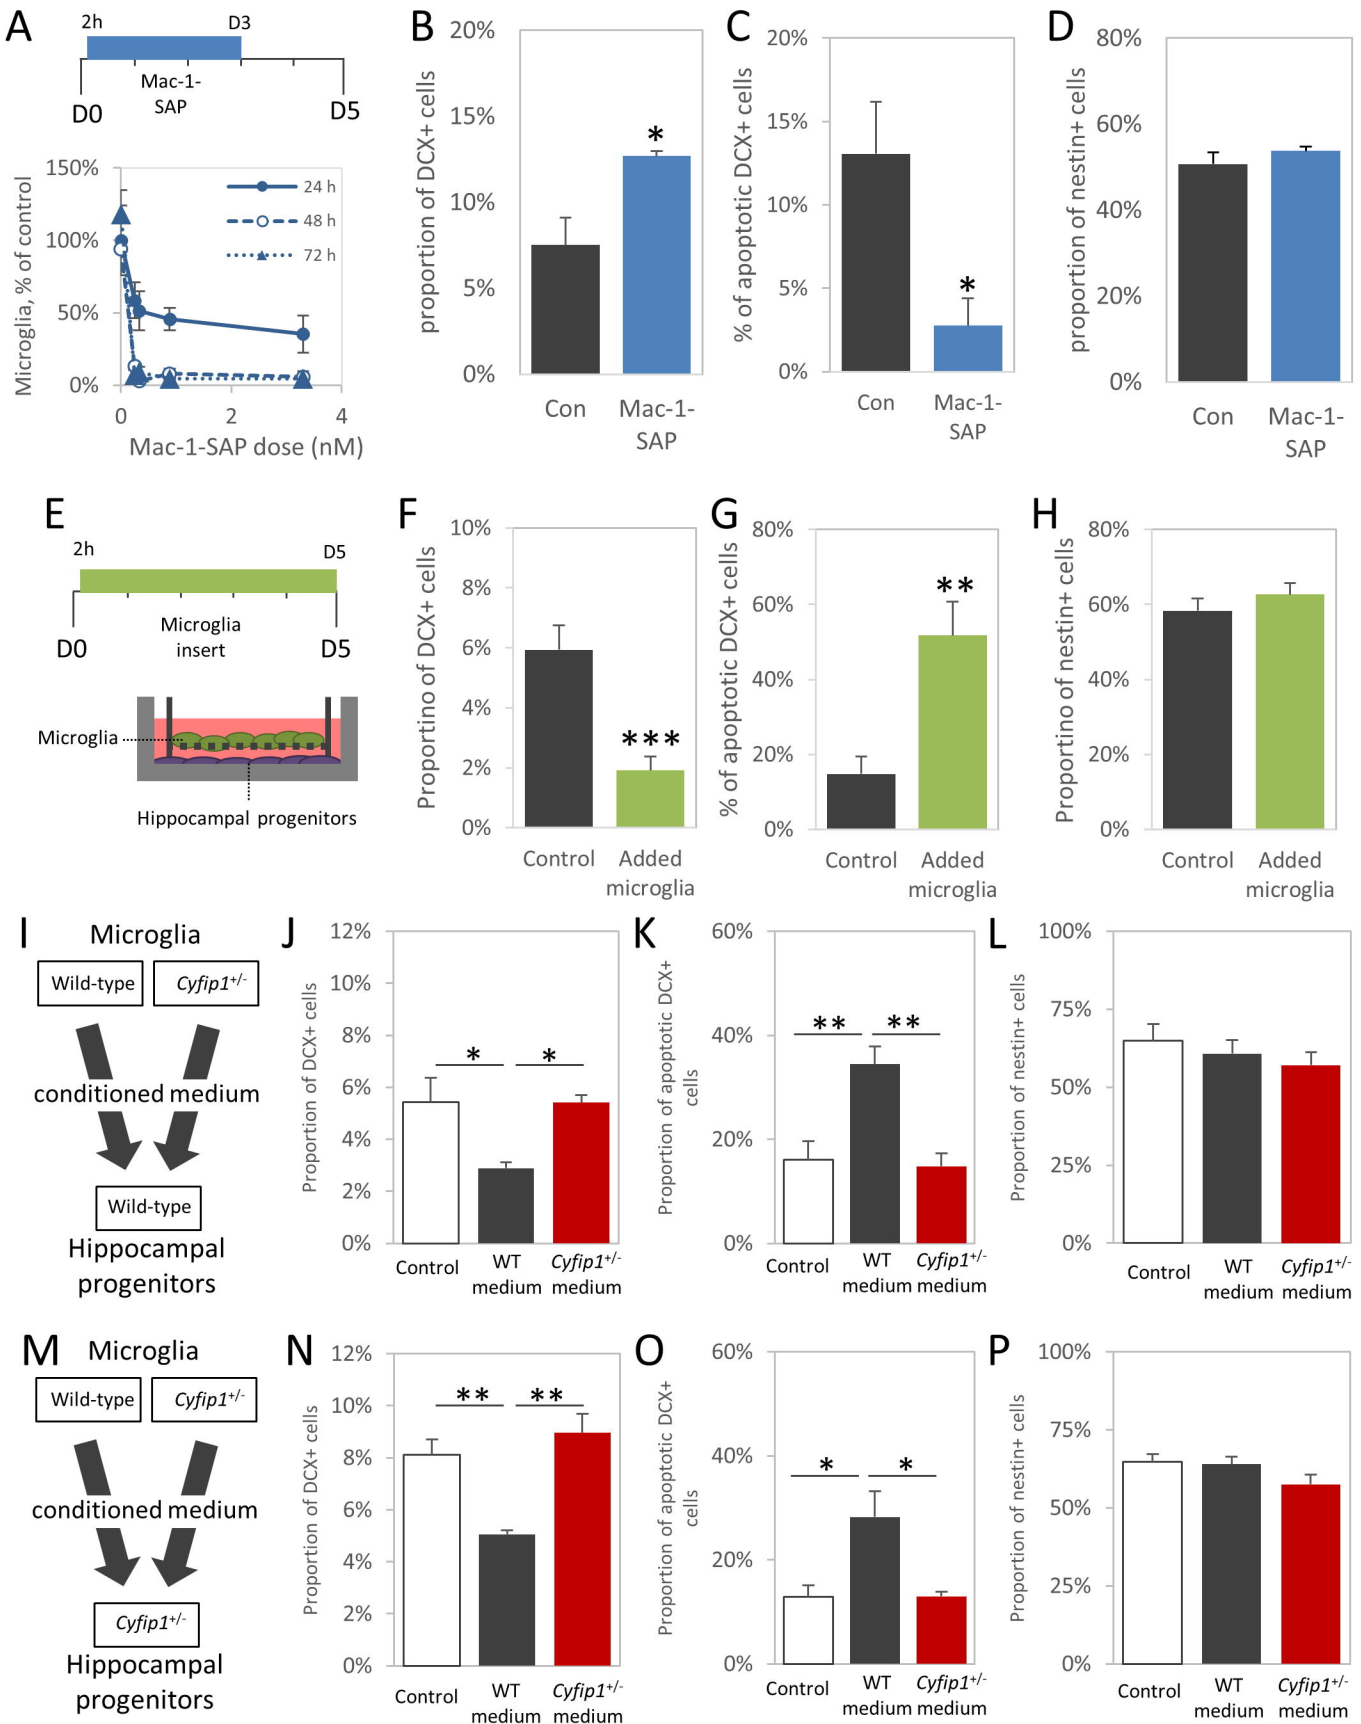 A
2h
D3
Mac-1-
SAP
D0
D5
150%
100%
50%
0%
Microglia, % of control
24 h
48 h
72 h
0
2
4
Mac-1-SAP dose (nM)
B
20%
15%
10%
5%
0%
proportion of DCX+ cells
*
Con
Mac-1-
SAP
C
20%
15%
10%
5%
0%
% of apoptotic DCX+ cells
*
Con
Mac-1-
SAP
D
80%
60%
40%
20%
0%
proportion of nestin+ cells
Con
Mac-1-
SAP
E
2h
D5
Microglia
insert
D0
D5
Microglia
Hippocampal progenitors
F
10%
8%
6%
4%
2%
0%
Proportino of DCX+ cells
***
Control
Added
microglia
G
80%
60%
40%
20%
0%
% of apoptotic DCX+ cells
**
Control
Added
microglia
H
80%
60%
40%
20%
0%
Proportino of nestin+ cells
Control
Added
microglia
I
Microglia
Wild-type
Cyfip1+/-
conditioned medium
Wild-type
Hippocampal
progenitors
J
12%
10%
8%
6%
4%
2%
0%
Proportion of DCX+ cells
*
*
Control
WT
medium
Cyfip1+/-
medium
K
60%
40%
20%
0%
Proportion of apoptotic DCX+
cells
**
**
Control
WT
medium
Cyfip1+/-
medium
L
100%
75%
50%
25%
0%
Proportion of nestin+ cells
Control
WT
medium
Cyfip1+/-
medium
M
Microglia
Wild-type
Cyfip1+/-
conditioned medium
Cyfip1+/-
Hippocampal
progenitors
N
12%
10%
8%
6%
4%
2%
0%
Proportion of DCX+ cells
**
**
Control
WT
medium
Cyfip1+/-
medium
O
60%
40%
20%
0%
Proportion of apoptotic DCX+
cells
*
*
Control
WT
medium
Cyfip1+/-
medium
P
100%
75%
50%
25%
0%
Proportion of nestin+ cells
Control
WT
medium
Cyfip1+/-
medium